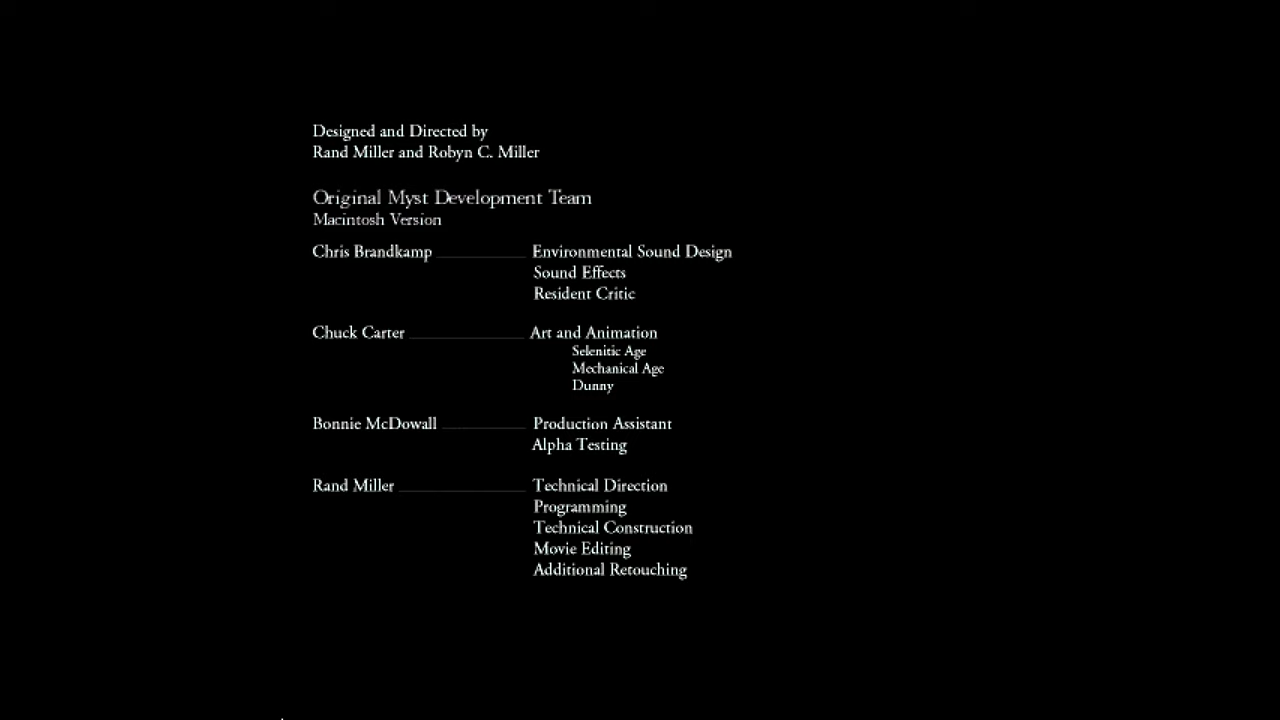 Designed and Directed by
Rand Miller and Robyn C. Miller
Original Myst Development Team
Macintosh Version
Chris Brandkamp Environmental Sound Design
Sound Effects
Resident Critic
Chuck Carter Art and Animation
Selenitic Age
Mechanical Age
Dunny
Bonnie McDowall Production Assistant
Alpha Testing
Rand Miller Technical Direction
Programming
Technical Construction
Movie Editing
Additional Retouching